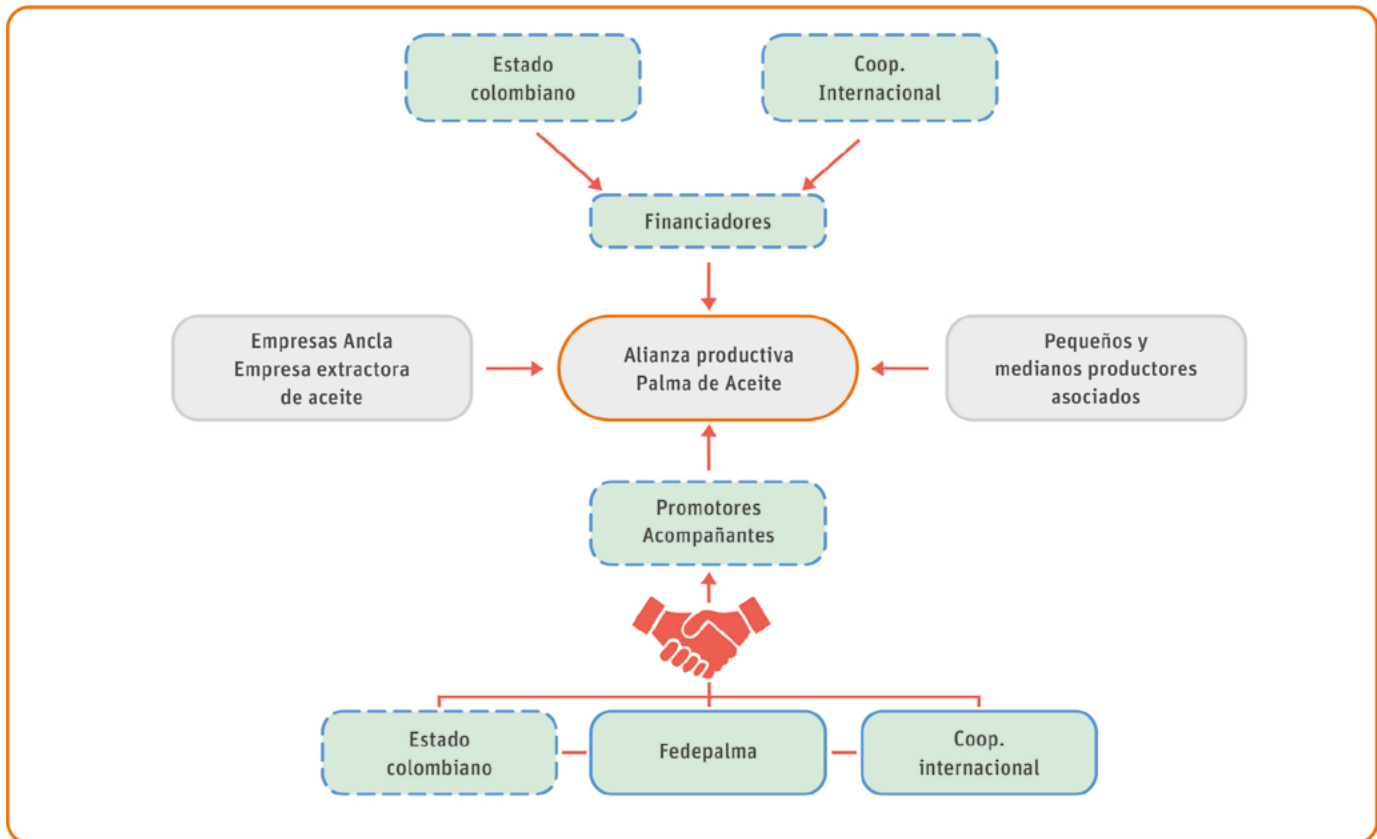 Estado
colombiano
Coop.
Internacional
Financiadores
Empresas Ancla
Empresa extractora
de aceite
Alianza productiva
Palma de Aceite
Pequeños y
medianos productores
asociados
Promotores
Acompañantes
Estado
colombiano
Fedepalma
Coop.
internacional